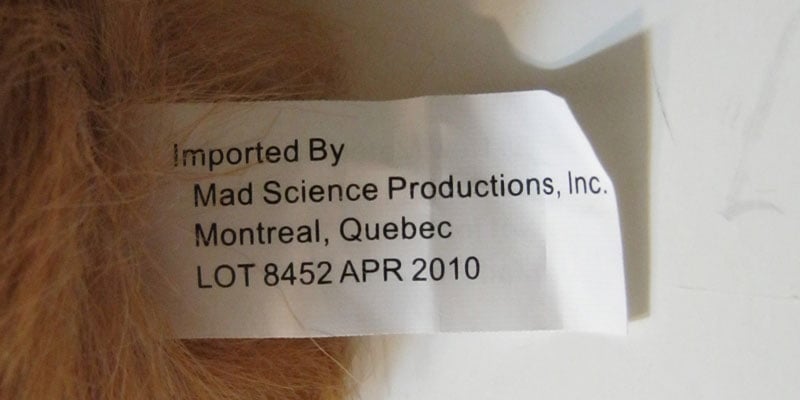 Imported By
Mad Science Productions, Inc.
Montreal, Quebec
LOT 8452 APR 2010